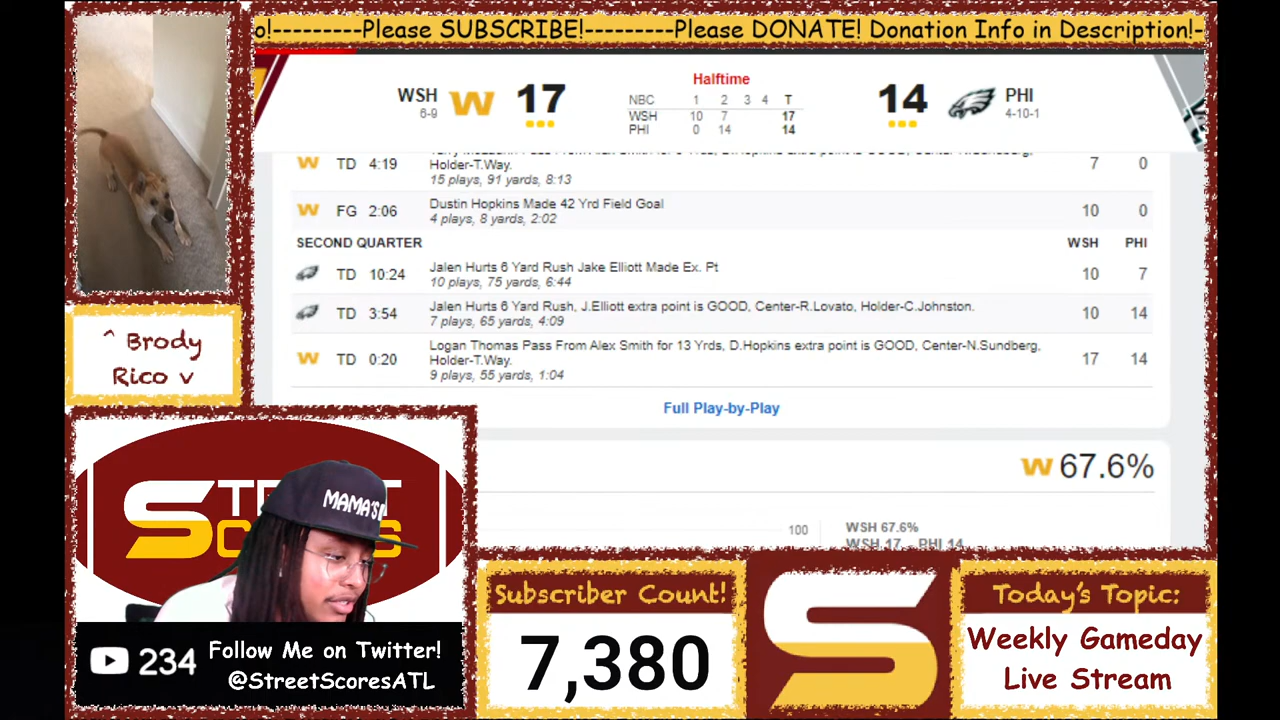 o!---------Please SUBSCRIBE!---------Please DONATE! Donation Info in Description!-
WSH
6-9
W
17
Halftime
NBC 1 2 3 4 T
WSH 10 7 17
PHI 0 14 14
14
PHI
4-10-1
W TD 4:19
Holder-T.Way.
15 plays, 91 yards, 8:13
7 0
W FG 2:06
Dustin Hopkins Made 42 Yrd Field Goal
4 plays, 8 yards, 2:02
10 0
SECOND QUARTER WSH PHI
TD 10:24
Jalen Hurts 6 Yard Rush Jake Elliott Made Ex. Pt
10 plays, 75 yards, 6:44
10 7
TD 3:54
Jalen Hurts 6 Yard Rush, J.Elliott extra point is GOOD, Center-R.Lovato, Holder-C.Johnston.
7 plays, 65 yards, 4:09
10 14
W TD 0:20
Logan Thomas Pass From Alex Smith for 13 Yrds, D.Hopkins extra point is GOOD, Center-N.Sundberg,
Holder-T.Way.
9 plays, 55 yards, 1:04
17 14
Full Play-by-Play
W 67.6%
100
WSH 67.6%
WSH 17 PHI 14
^ Brody
Rico v
MAMA'S
234
Follow Me on Twitter!
@StreetScoresATL
Subscriber Count!
7,380
S
Today's Topic:
Weekly Gameday
Live Stream